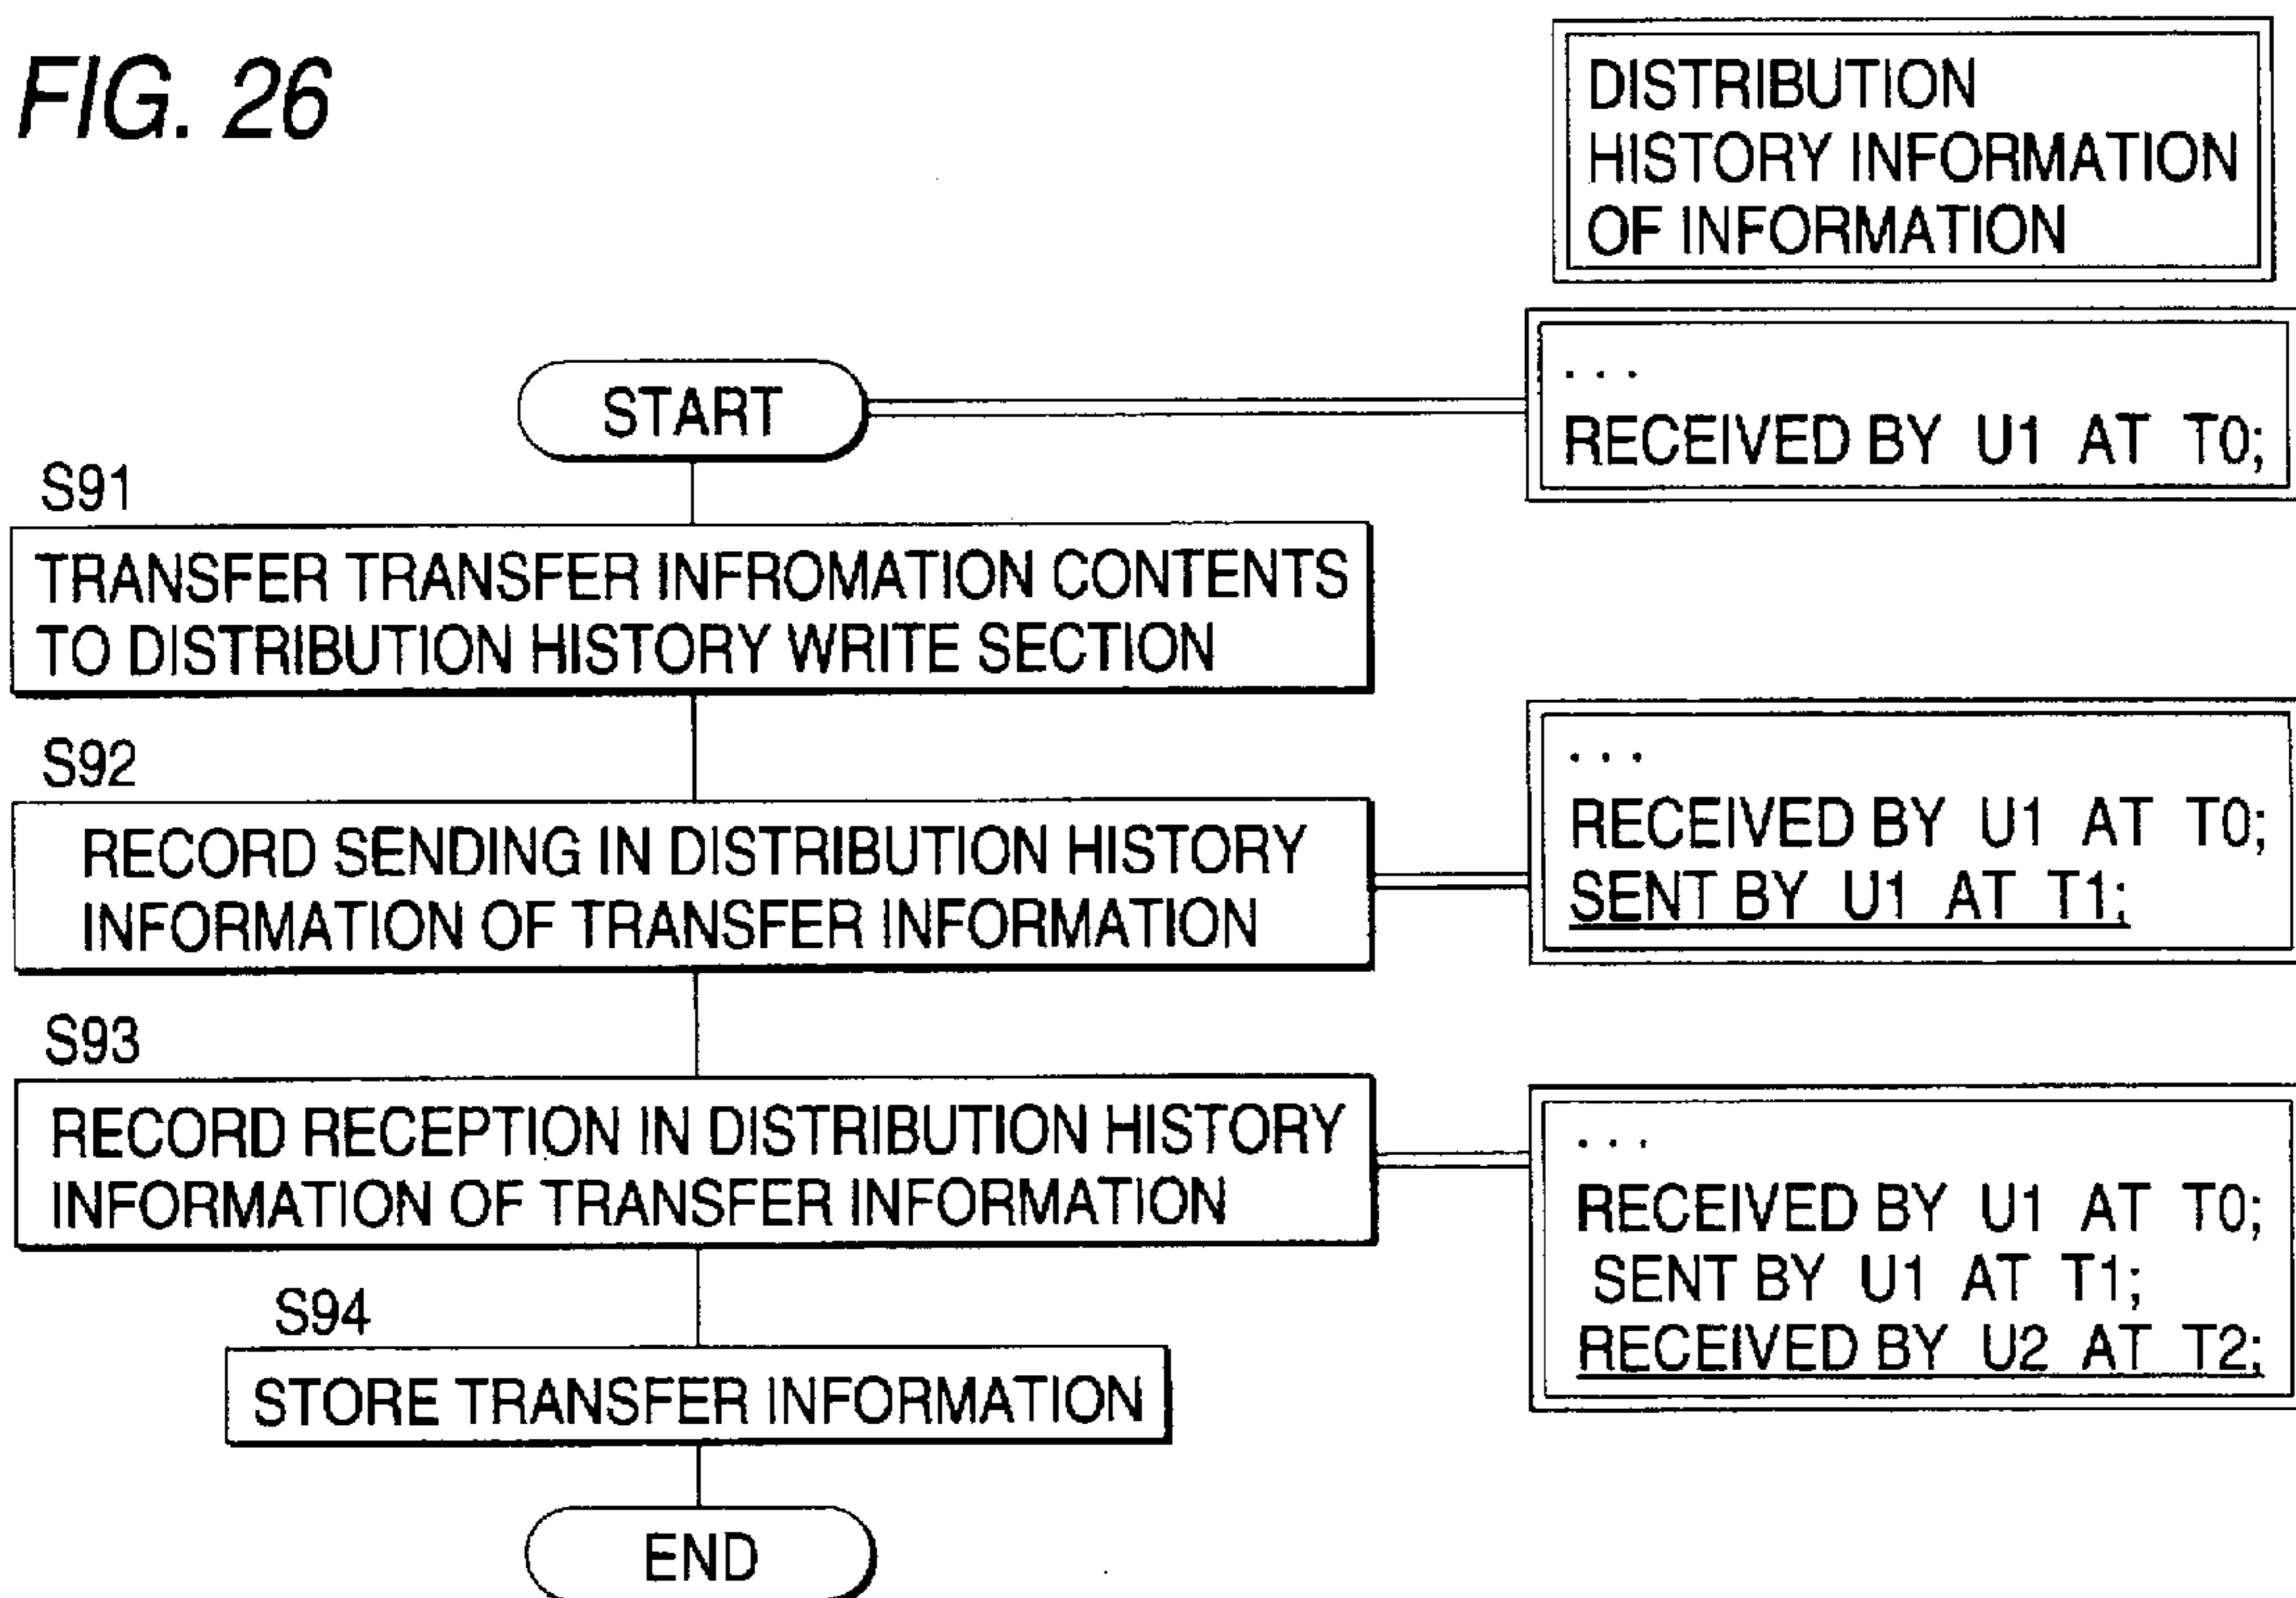 FIG. 26
DISTRIBUTION
HISTORY INFORMATION
OF INFORMATION
START
. . .
RECEIVED BY U1 AT T0;
S91
TRANSFER TRANSFER INFROMATION CONTENTS
TO DISTRIBUTION HISTORY WRITE SECTION
S92
RECORD SENDING IN DISTRIBUTION HISTORY
INFORMATION OF TRANSFER INFORMATION
. . .
RECEIVED BY U1 AT T0;
SENT BY U1 AT T1;
S93
RECORD RECEPTION IN DISTRIBUTION HISTORY
INFORMATION OF TRANSFER INFORMATION
. . .
RECEIVED BY U1 AT T0;
SENT BY U1 AT T1;
RECEIVED BY U2 AT T2;
S94
STORE TRANSFER INFORMATION
END